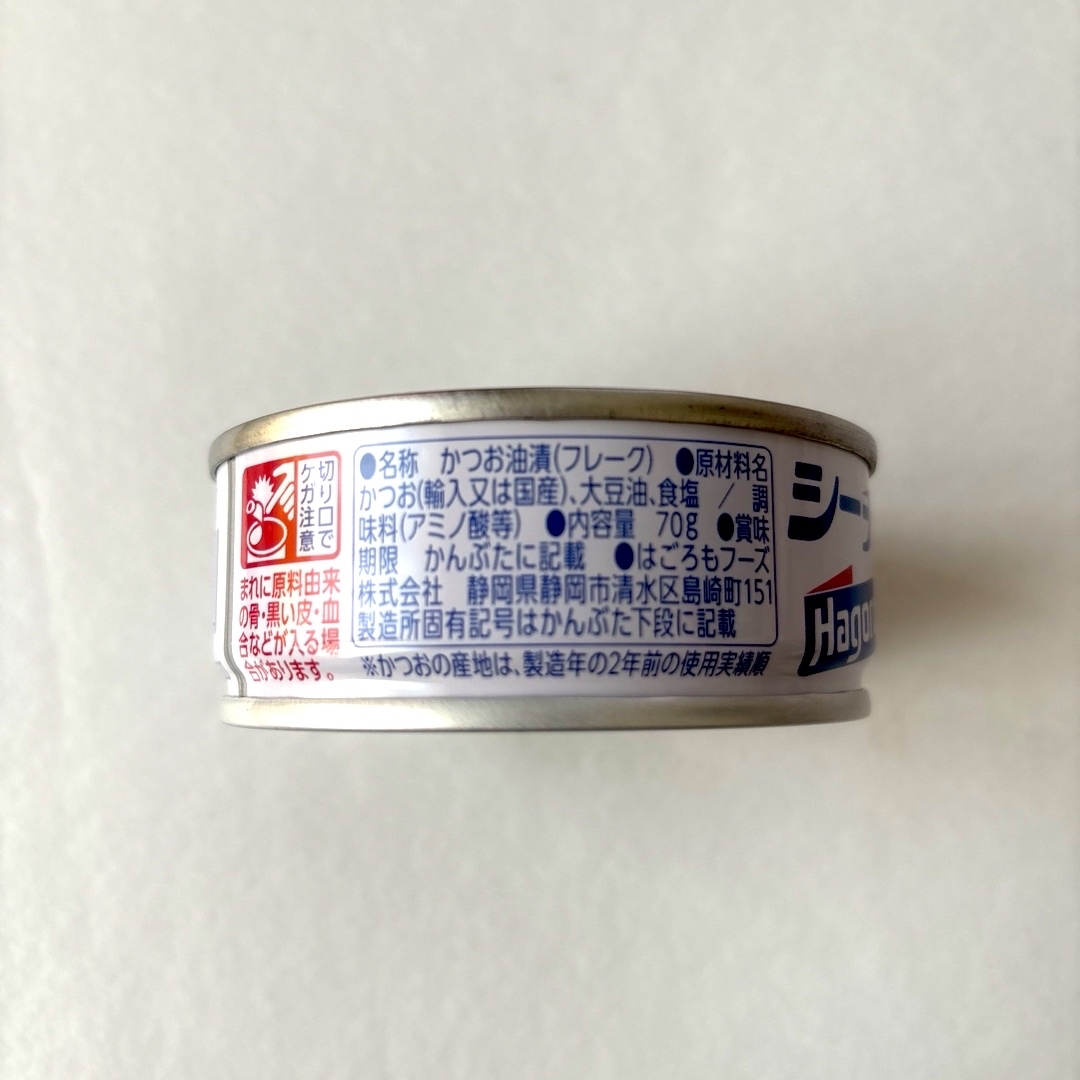 切り口で
ケガ注意
まれに原料由来
の骨・黒い皮・血
合などが入る場
合があります。
●名称 かつお油漬(フレーク) ●原材料名
かつお(輸入又は国産)、大豆油、食塩 / 調
味料(アミノ酸等) ●内容量 70g ●賞味
期限 かんぶたに記載 ●はごろもフーズ
株式会社 静岡県静岡市清水区島崎町151
製造所固有記号はかんぶた下段に記載
※かつおの産地は、製造年の2年前の使用実績順
シー
Hago